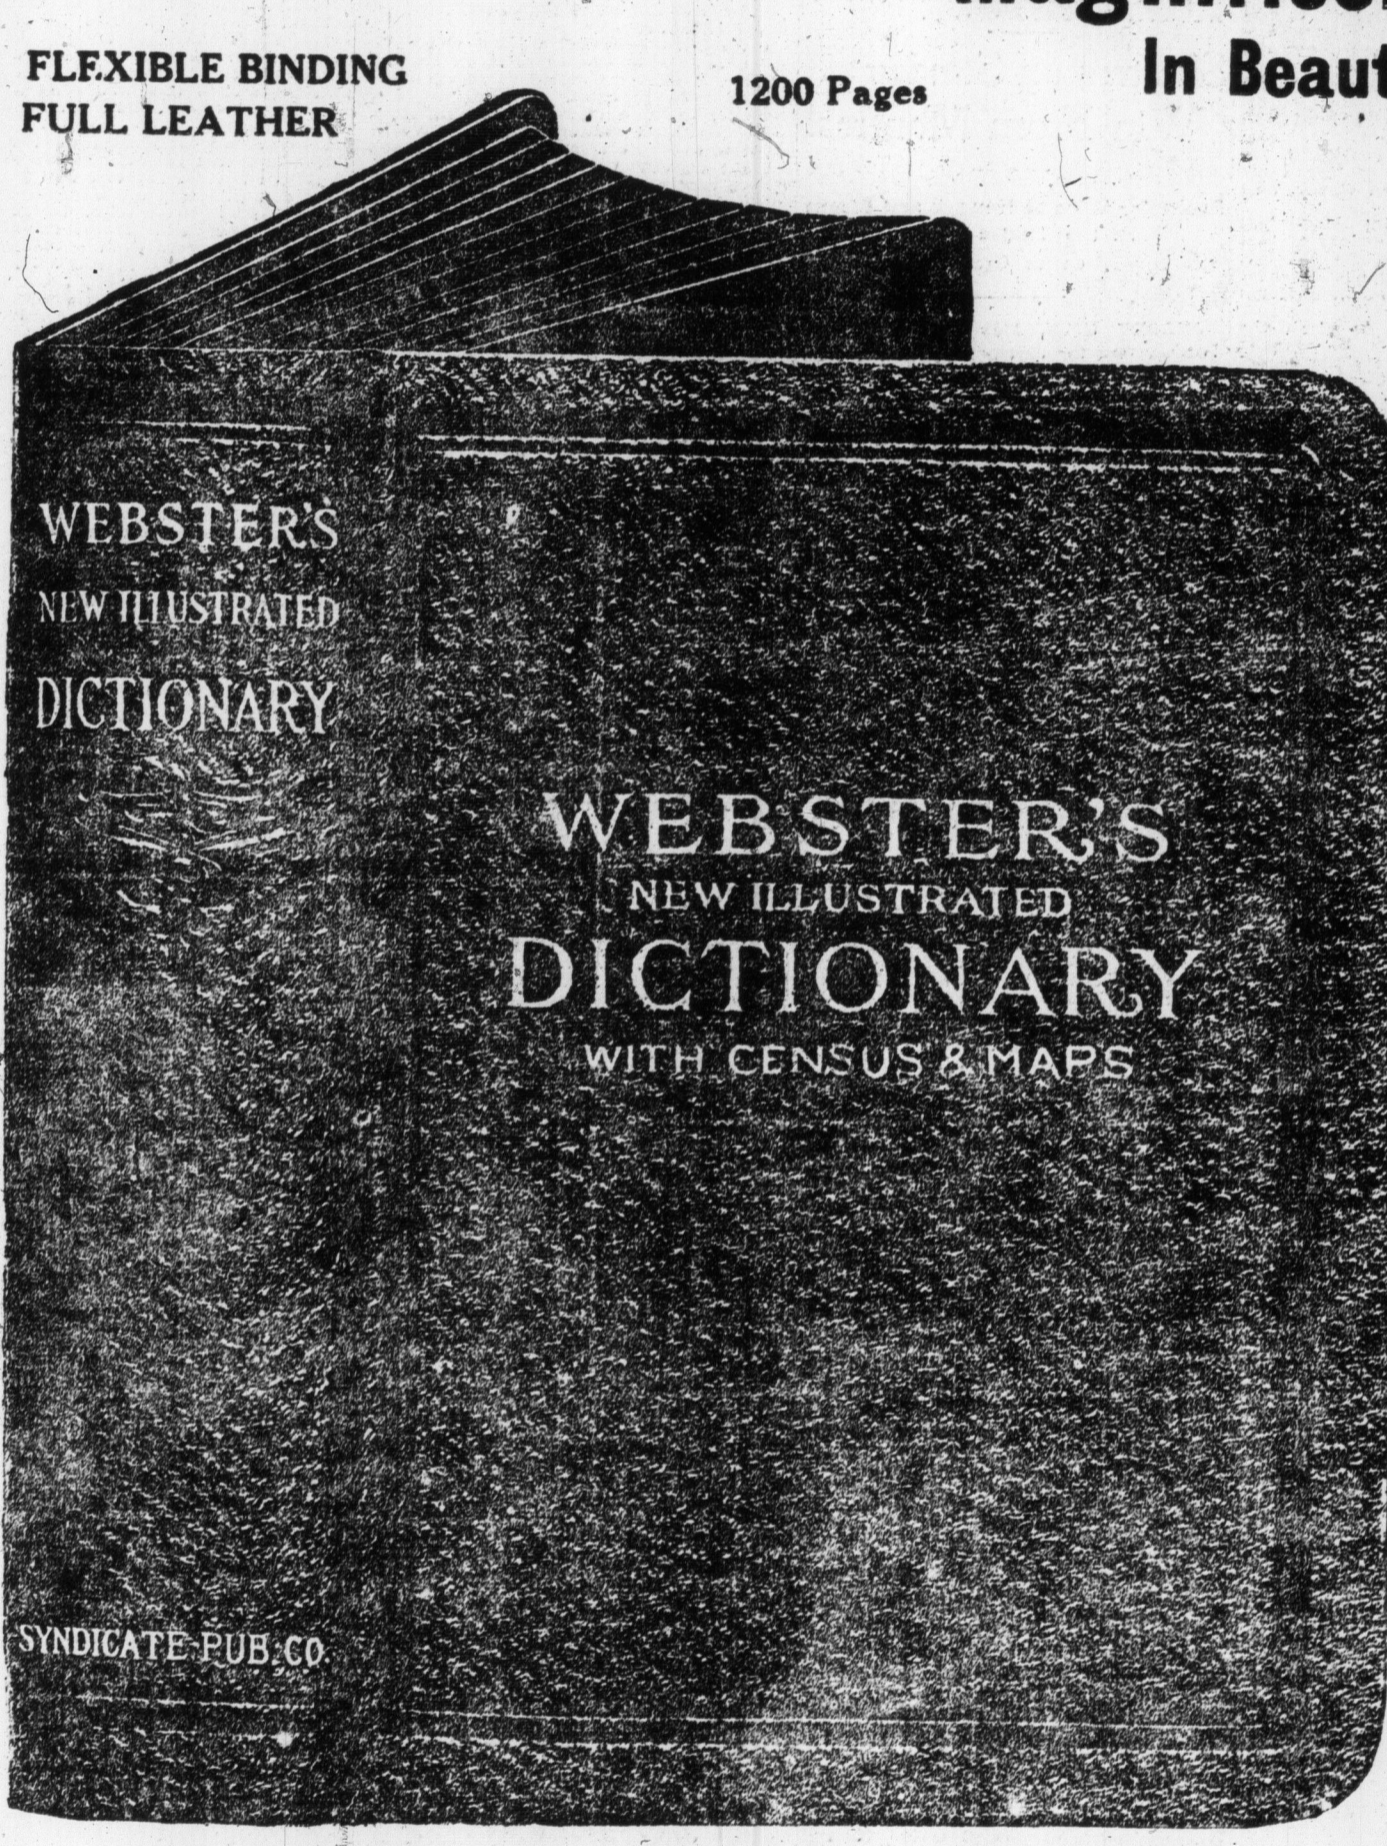 In Beaut
FLEXIBLE BINDING
FULL LEATHER
1200 Pages
WEBSTER'S
NEW ILLUSTRATED
DICTIONARY
SYNDICATE PUB. CO.
WEBSTER'S
NEW ILLUSTRATED
DICTIONARY
WITH CENSUS & MAPS